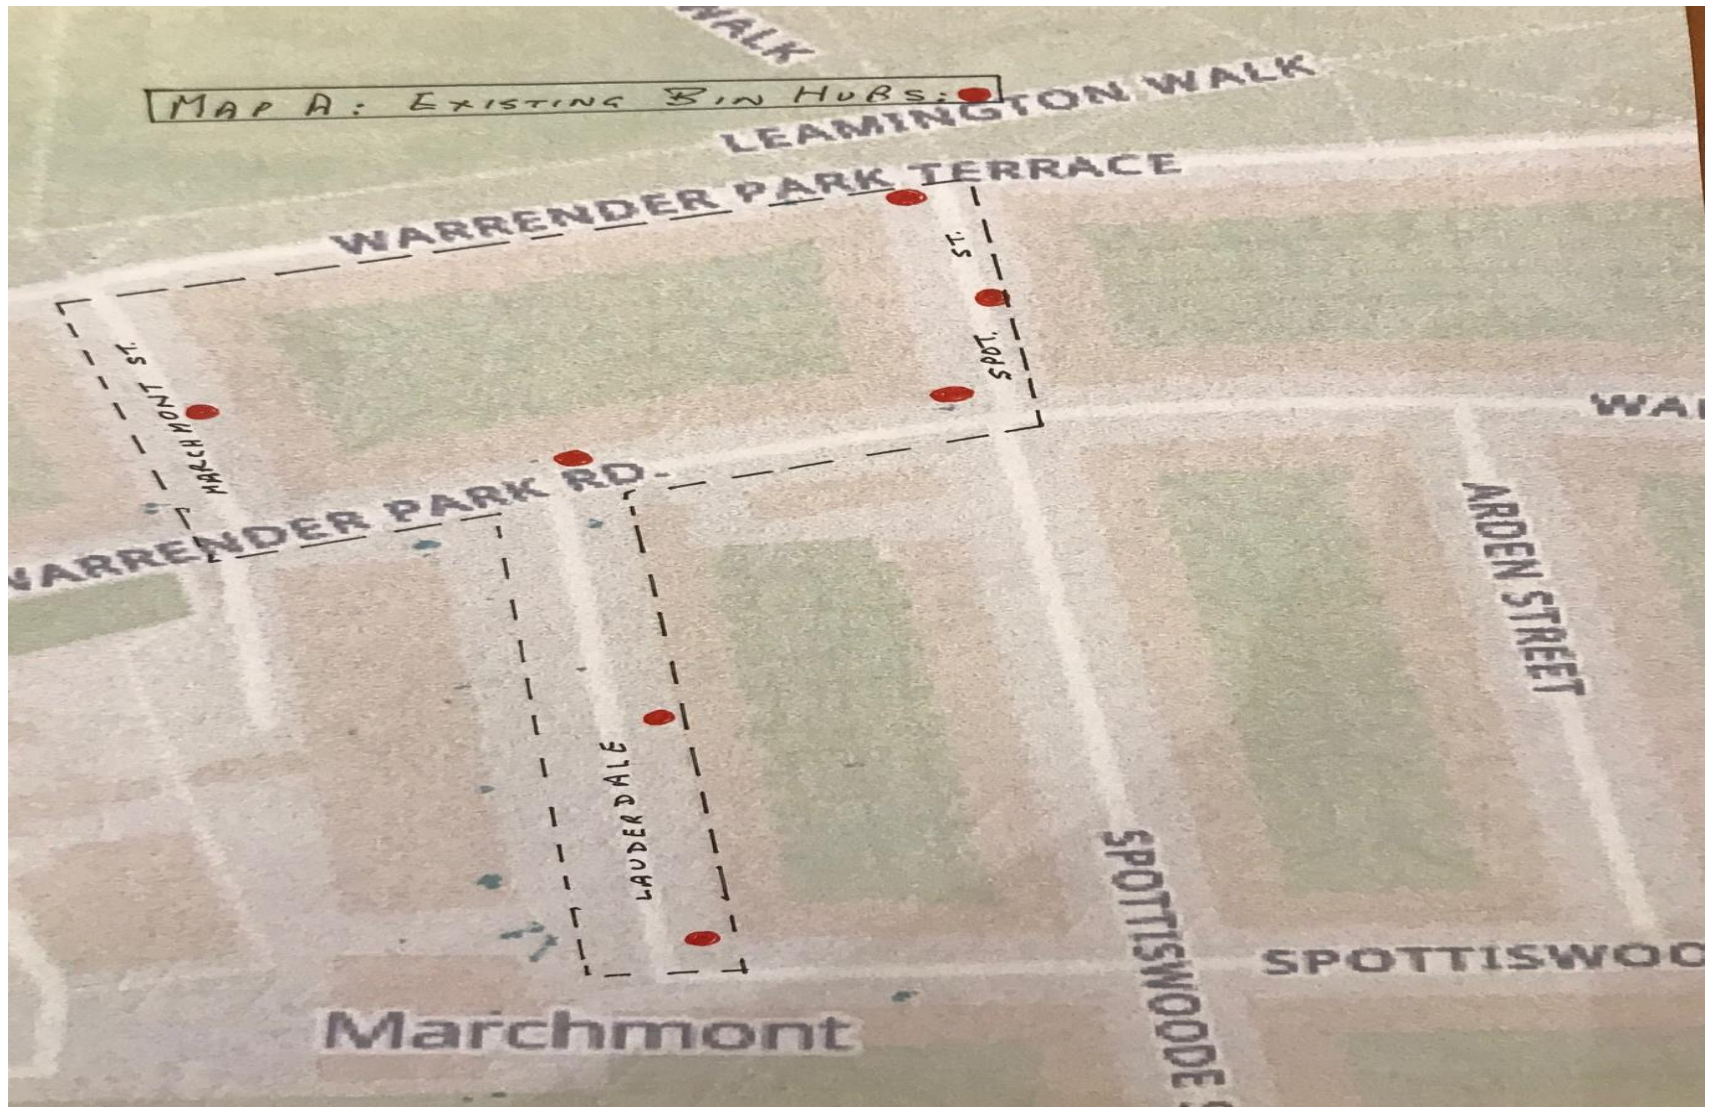 WALK
MAP A: EXISTING BIN HUBS:
LEAMINGTON WALK
WARRENDER PARK TERRACE
ST.
SPOT.
MARCHMONT ST.
WAR
WARRENDER PARK RD.
ARDEN STREET
LAUDERDALE
SPOTTISWOODE S
SPOTTISWOO
Marchmont